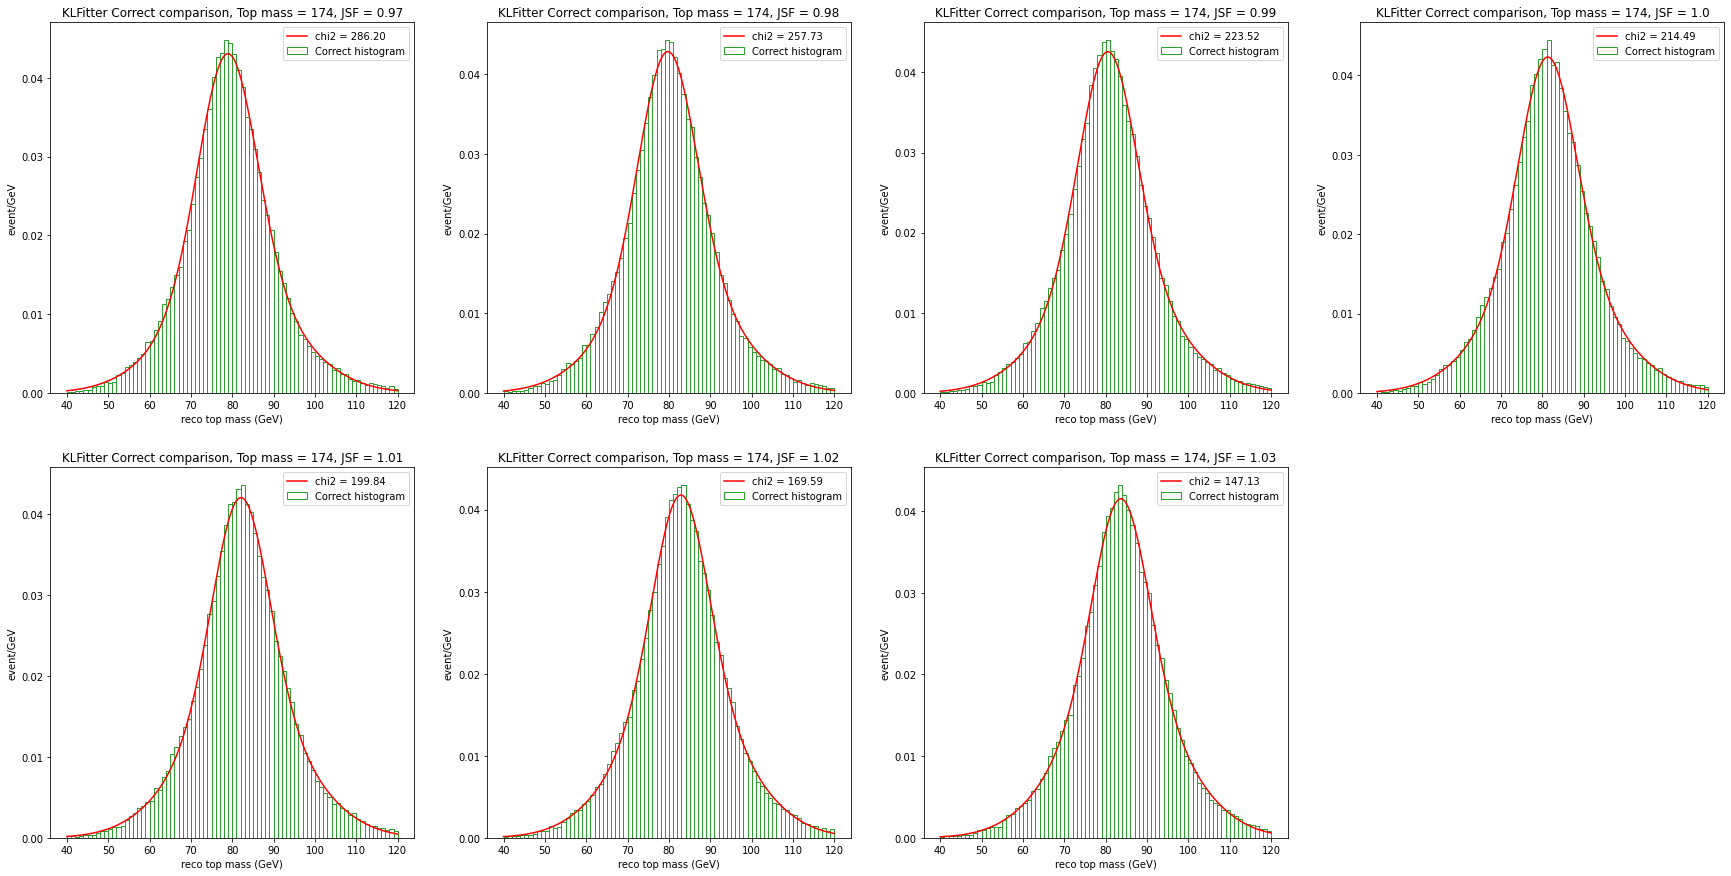 KLFitter Correct comparison, Top mass = 174, JSF = 0.97
chi2 = 286.20
Correct histogram
event/GeV
0.04
0.03
0.02
0.01
0.00
40 50 60 70 80 90 100 110 120
reco top mass (GeV)
KLFitter Correct comparison, Top mass = 174, JSF = 0.98
chi2 = 257.73
Correct histogram
event/GeV
0.04
0.03
0.02
0.01
0.00
40 50 60 70 80 90 100 110 120
reco top mass (GeV)
KLFitter Correct comparison, Top mass = 174, JSF = 0.99
chi2 = 223.52
Correct histogram
event/GeV
0.04
0.03
0.02
0.01
0.00
40 50 60 70 80 90 100 110 120
reco top mass (GeV)
KLFitter Correct comparison, Top mass = 174, JSF = 1.0
chi2 = 214.49
Correct histogram
event/GeV
0.04
0.03
0.02
0.01
0.00
40 50 60 70 80 90 100 110 120
reco top mass (GeV)
KLFitter Correct comparison, Top mass = 174, JSF = 1.01
chi2 = 199.84
Correct histogram
event/GeV
0.04
0.03
0.02
0.01
0.00
40 50 60 70 80 90 100 110 120
reco top mass (GeV)
KLFitter Correct comparison, Top mass = 174, JSF = 1.02
chi2 = 169.59
Correct histogram
event/GeV
0.04
0.03
0.02
0.01
0.00
40 50 60 70 80 90 100 110 120
reco top mass (GeV)
KLFitter Correct comparison, Top mass = 174, JSF = 1.03
chi2 = 147.13
Correct histogram
event/GeV
0.04
0.03
0.02
0.01
0.00
40 50 60 70 80 90 100 110 120
reco top mass (GeV)